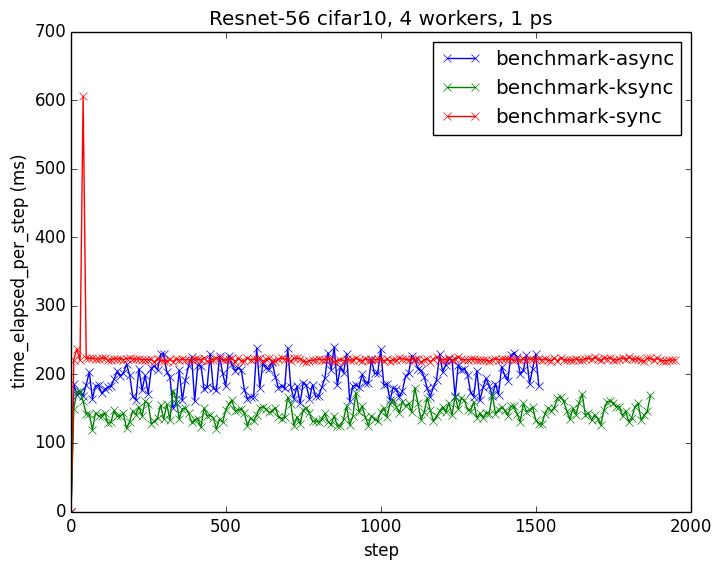 Resnet-56 cifar10, 4 workers, 1 ps
700
600
500
400
300
200
100
0
time_elapsed_per_step (ms)
benchmark-async
benchmark-ksync
benchmark-sync
0 500 1000 1500 2000
step